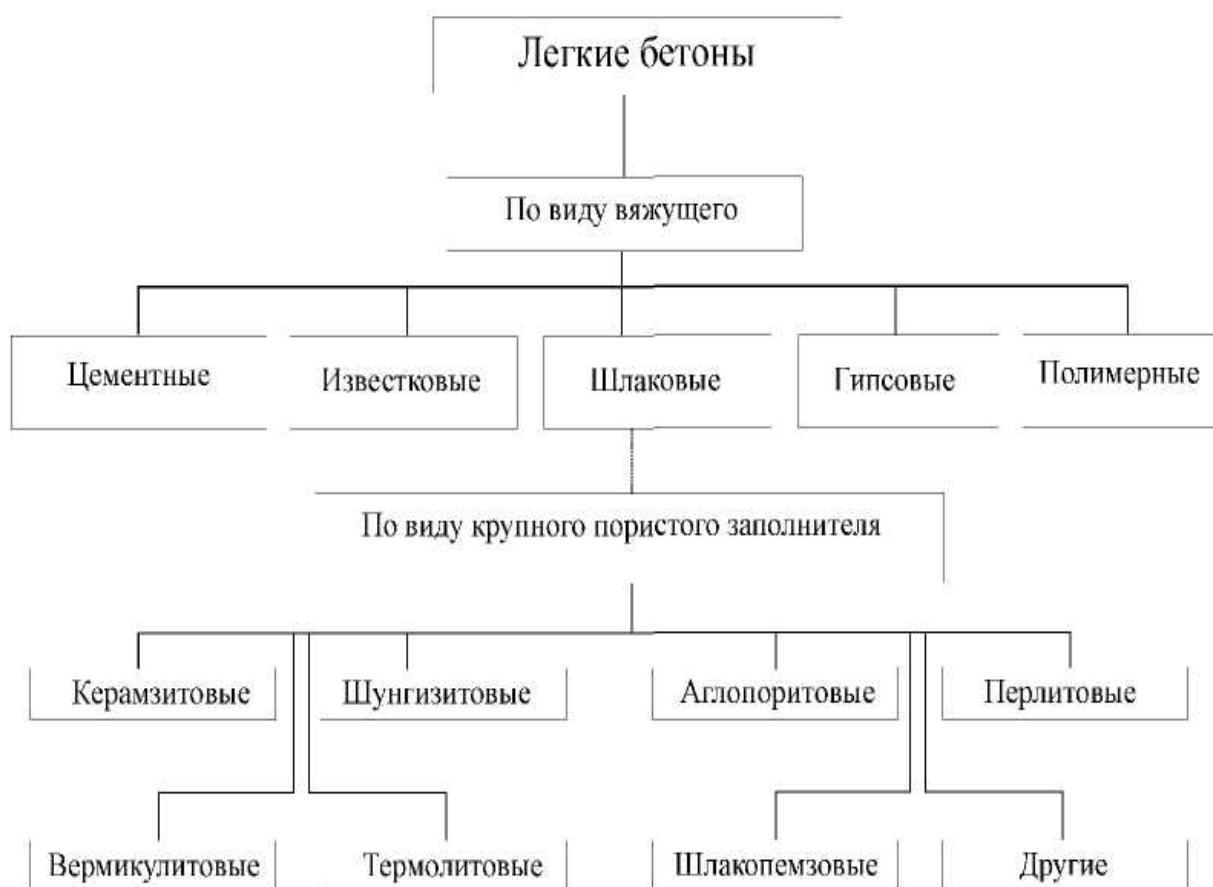 Легкие бетоны
По виду вяжущего
Цементные
Известковые
Шлаковые
Гипсовые
Полимерные
По виду крупного пористого заполнителя
Керамзитовые
Шунгизитовые
Аглопоритовые
Перлитовые
Вермикулитовые
Термолитовые
Шлакопемзовые
Другие